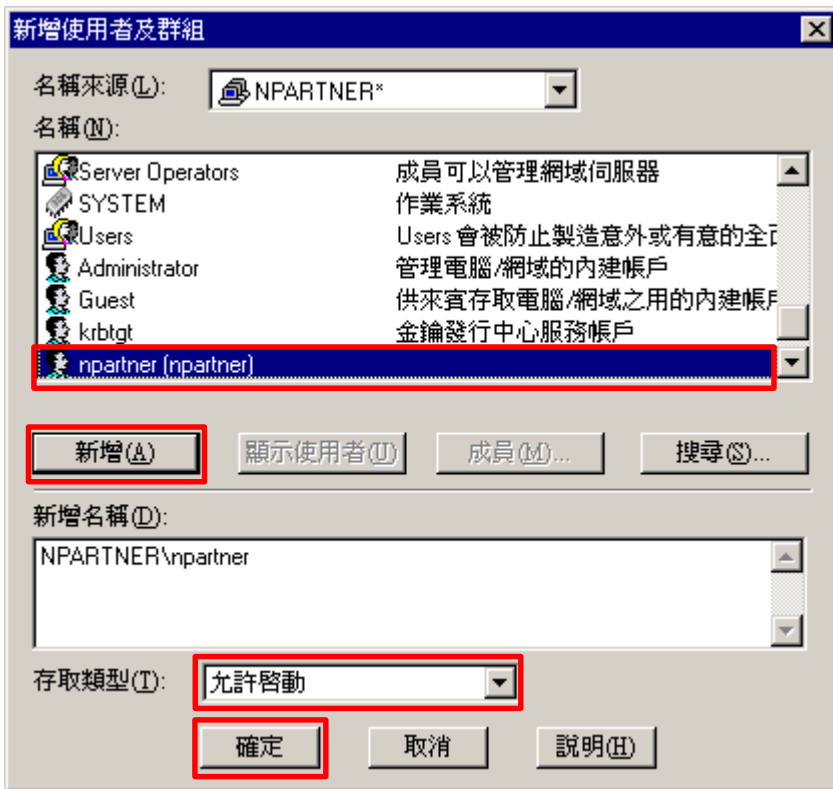 新增使用者及群組
名稱來源(L): NPARTNER*
名稱(N):
Server Operators 成員可以管理網域伺服器
SYSTEM 作業系統
Users Users 會被防止製造意外或有意的全
Administrator 管理電腦/網域的內建帳戶
Guest 供來賓存取電腦/網域之用的內建帳戶
krbtgt 金鑰發行中心服務帳戶
npartner (npartner)
新增(A) 顯示使用者(U) 成員(M)... 搜尋(S)...
新增名稱(D):
NPARTNER\npartner
存取類型(T): 允許啓動
確定 取消 說明(H)